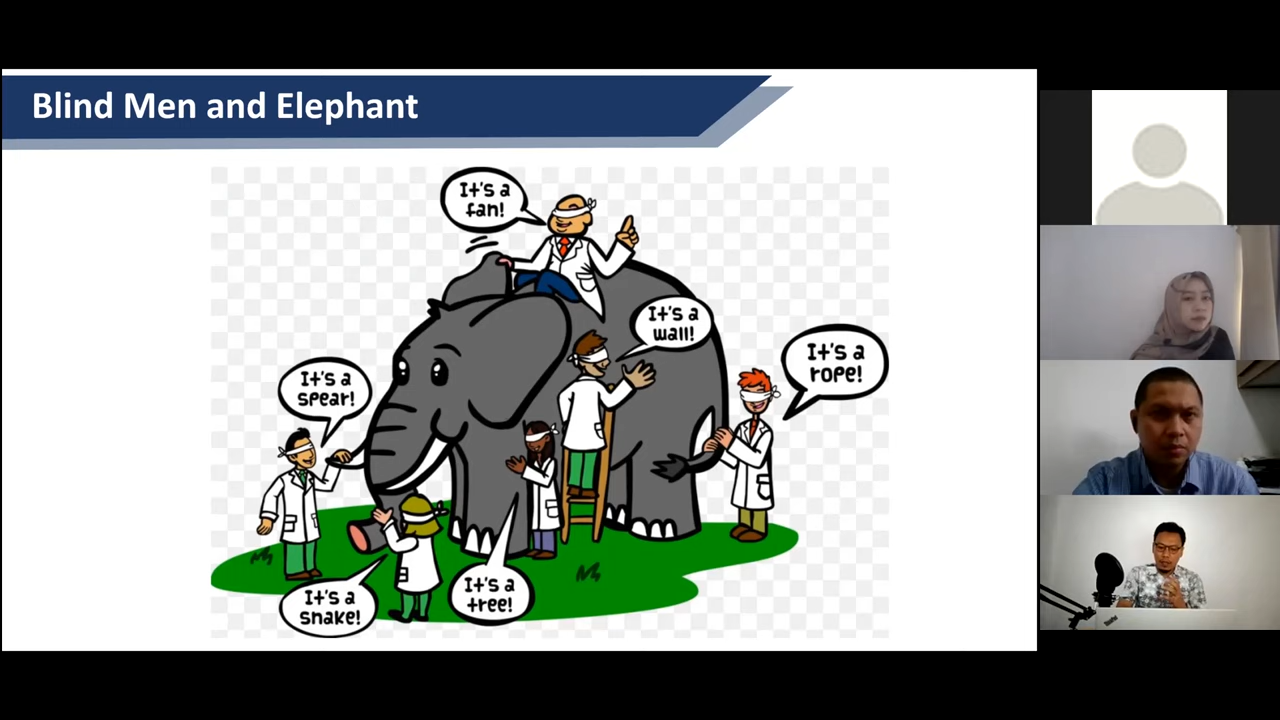 Blind Men and Elephant
It's a
fan!
It's a
wall!
It's a
rope!
It's a
spear!
It's a
snake!
It's a
tree!